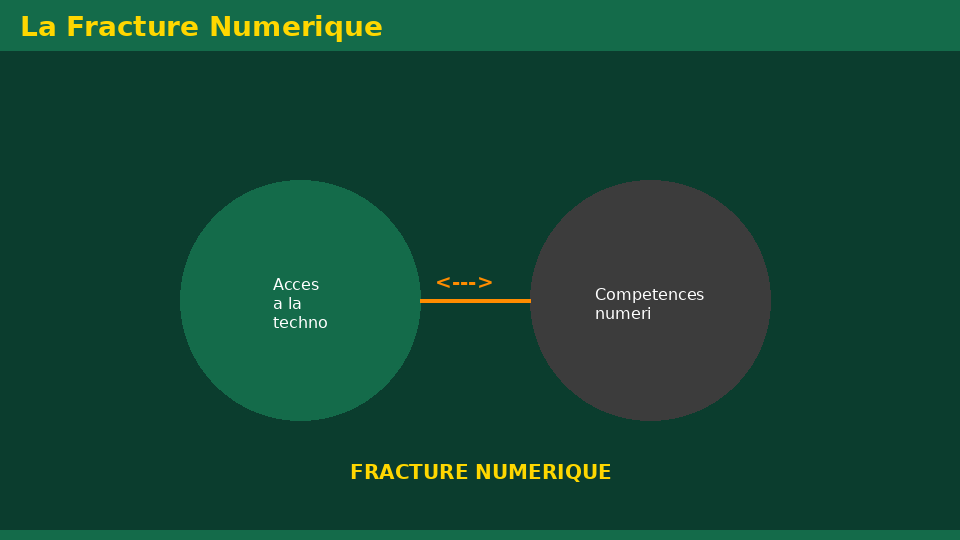 La Fracture Numerique
Acces
a la
techno
<--->
Competences
numeri
FRACTURE NUMERIQUE